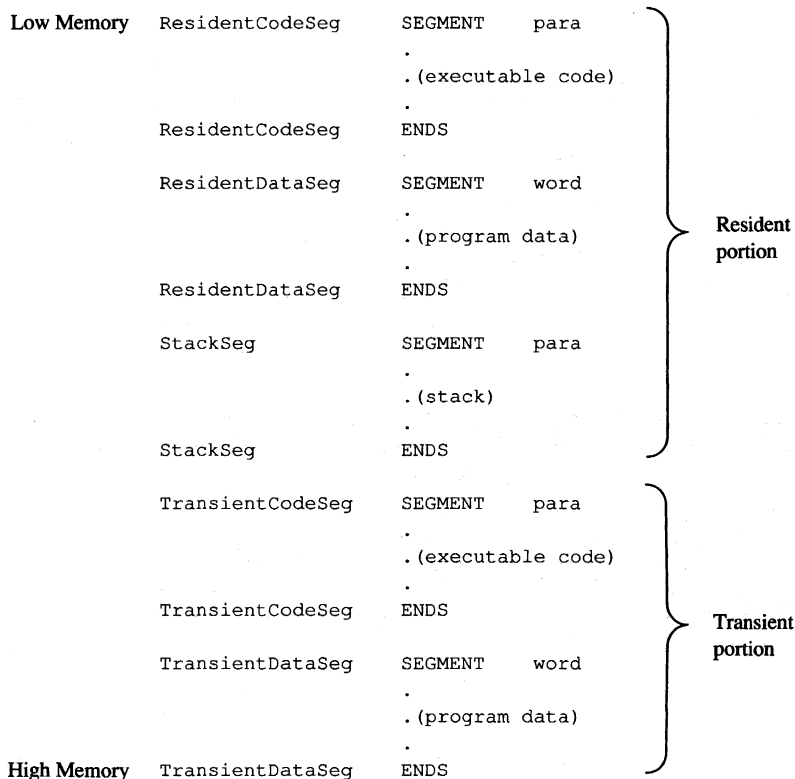 Low Memory ResidentCodeSeg SEGMENT para
.
. (executable code)
.
ResidentCodeSeg ENDS
ResidentDataSeg SEGMENT word
.
. (program data)
.
ResidentDataSeg ENDS
StackSeg SEGMENT para
.
. (stack)
.
StackSeg ENDS
Resident
portion
TransientCodeSeg SEGMENT para
.
. (executable code)
.
TransientCodeSeg ENDS
TransientDataSeg SEGMENT word
.
. (program data)
.
High Memory TransientDataSeg ENDS
Transient
portion